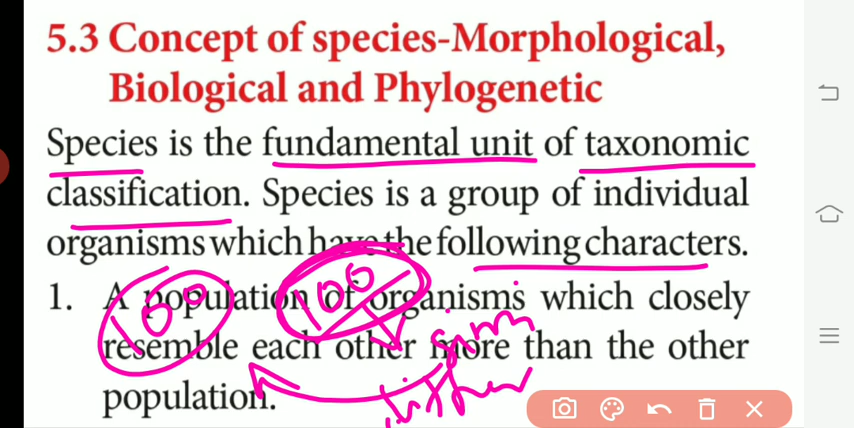 5.3 Concept of species-Morphological,
Biological and Phylogenetic
Species is the fundamental unit of taxonomic
classification. Species is a group of individual
organisms which have the following characters.
1. A population of organisms which closely
100
100
resemble each other more than the other
population.